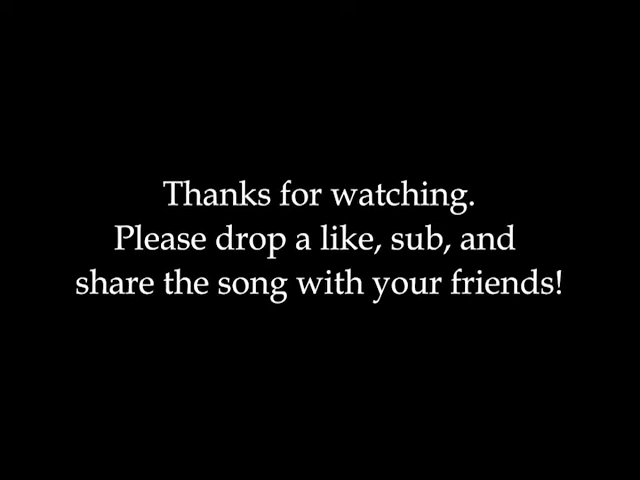 Thanks for watching.
Please drop a like, sub, and
share the song with your friends!